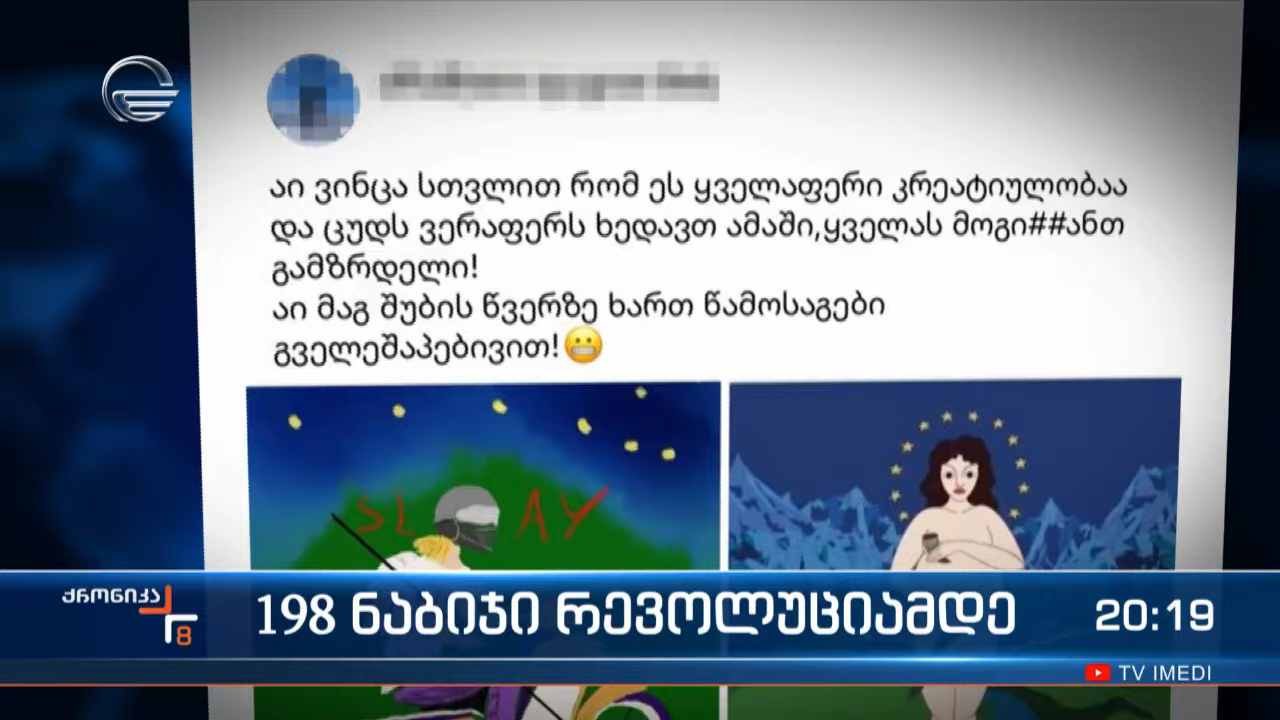 აი ვინცა სთვლით რომ ეს ყველაფერი კრეატიულობაა
და ცუდს ვერაფერს ხედავთ ამაში,ყველას მოგი##ანთ
გამზრდელი!
აი მაგ შუბის წვერზე ხართ წამოსაგები
გველეშაპებივით!😬
SLAY
ქრონიკა
8
198 ნაბიჯი რევოლუციამდე
20:19
TV IMEDI